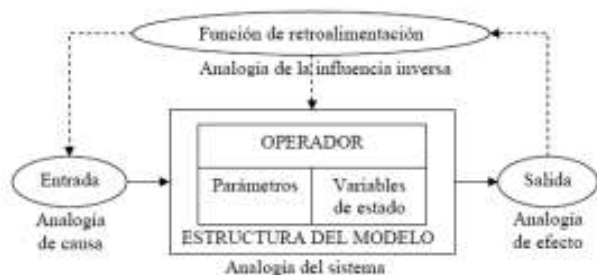 Función de retroalimentación
Analogía de la influencia inversa
OPERADOR
Entrada
Parámetros
Variables
de estado
Salida
Analogía
de causa
ESTRUCTURA DEL MODELO
Analogía
de efecto
Analogía del sistema